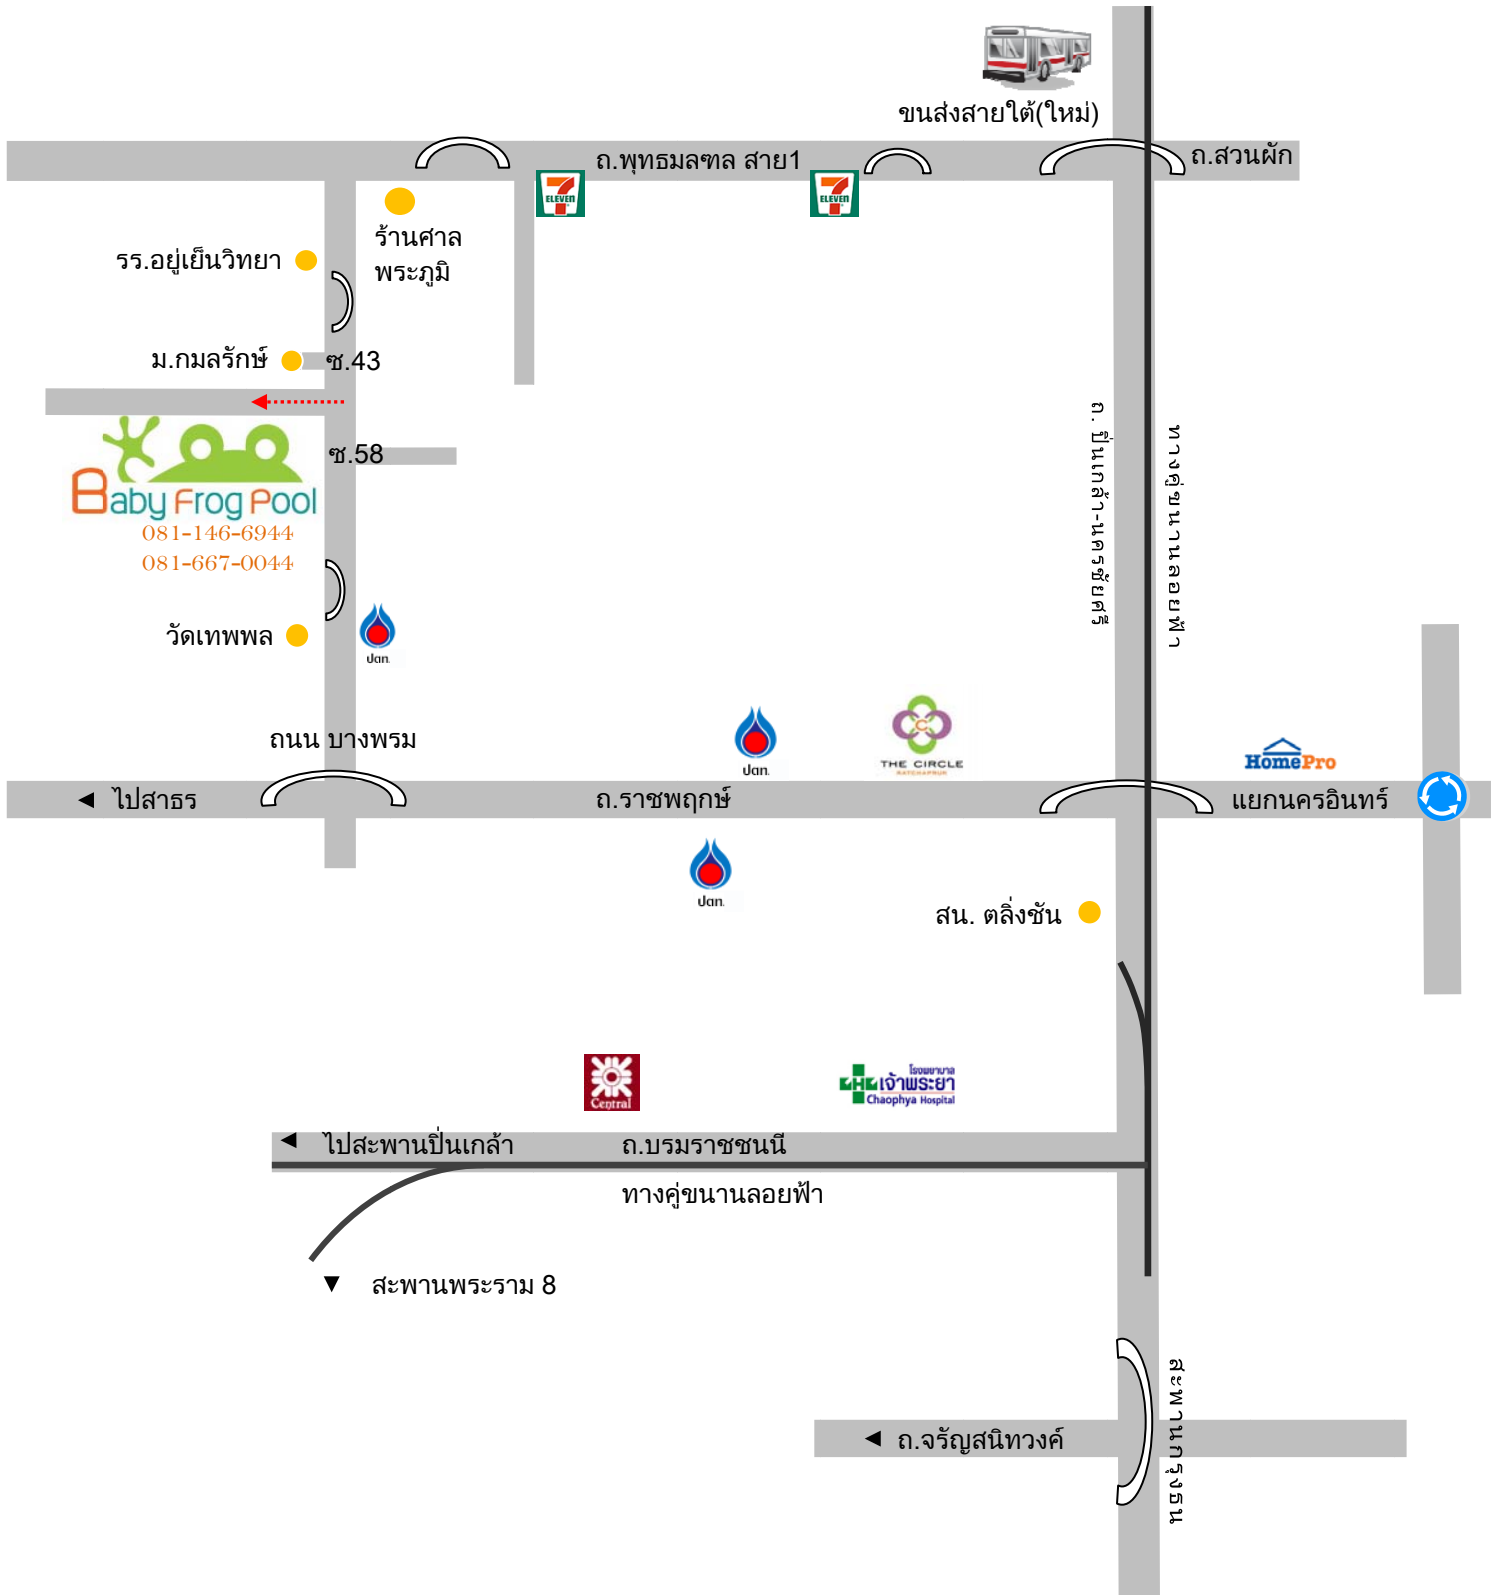 ขนส่งสายใต้(ใหม่)
ถ.พุทธมลฑล สาย1
ถ.สวนผัก
ELEVEN
ELEVEN
ร้านศาล
พระภูมิ
รร.อยู่เย็นวิทยา
ม.กมลรักษ์
ซ.43
ซ.58
Baby Frog Pool
081-146-6944
081-667-0044
ถ. ปิ่นเกล้า-นครชัยศรี
ทางคู่ขนานลอยฟ้า
วัดเทพพล
ปตท.
ถนน บางพรม
ปตท.
THE CIRCLE
RATCHAPRUK
HomePro
ไปสาธร
ถ.ราชพฤกษ์
แยกนครอินทร์
ปตท.
สน. ตลิ่งชัน
Central
โรงพยาบาล
เจ้าพระยา
Chaophya Hospital
ไปสะพานปิ่นเกล้า
ถ.บรมราชชนนี
ทางคู่ขนานลอยฟ้า
สะพานพระราม 8
สะพานกรุงธน
ถ.จรัญสนิทวงค์